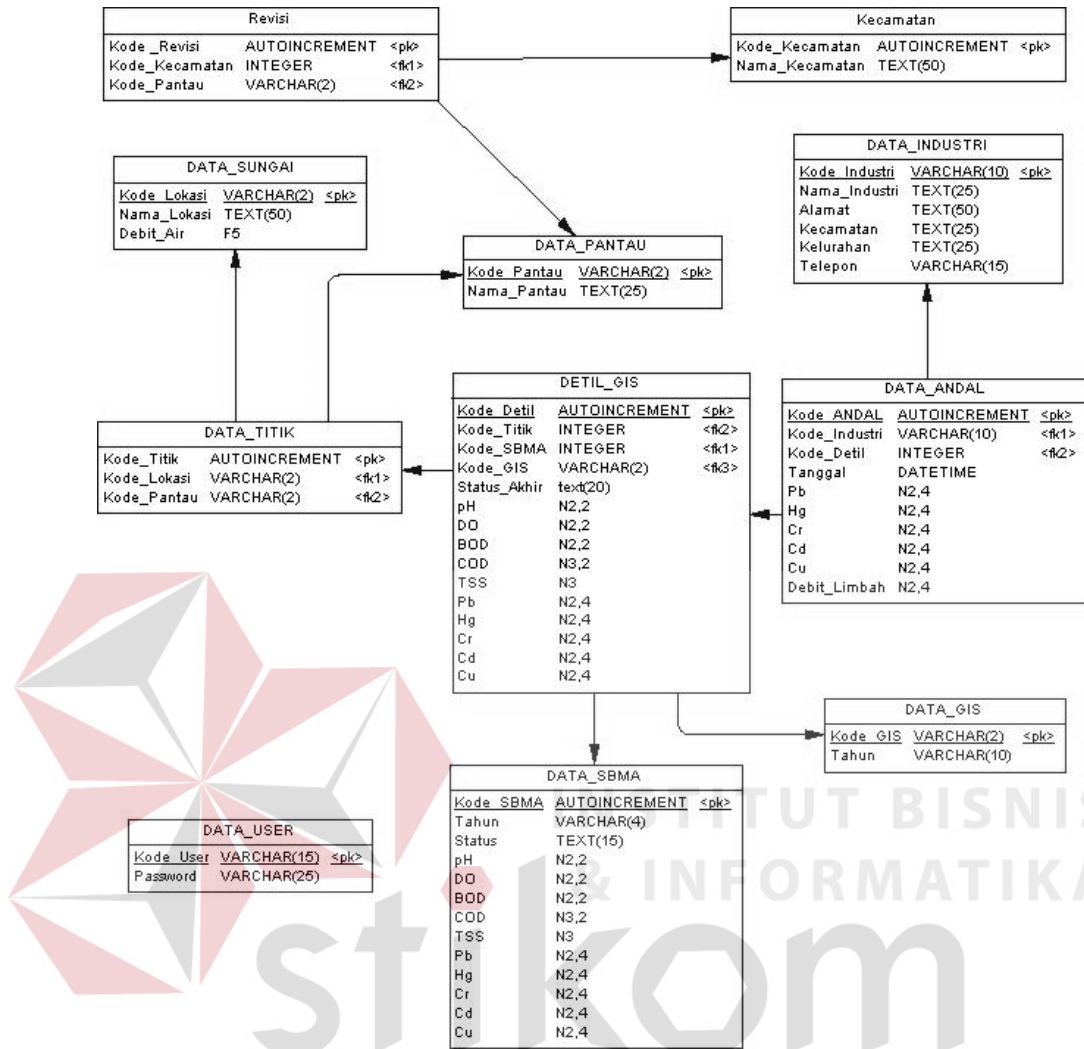 Revisi
Kode _Revisi AUTOINCREMENT <pk>
Kode_Kecamatan INTEGER <fk1>
Kode_Pantau VARCHAR(2) <fk2>
Kecamatan
Kode_Kecamatan AUTOINCREMENT <pk>
Nama_Kecamatan TEXT(50)
DATA_SUNGAI
Kode_Lokasi VARCHAR(2) <pk>
Nama_Lokasi TEXT(50)
Debit_Air F5
DATA_INDUSTRI
Kode_Industri VARCHAR(10) <pk>
Nama_Industri TEXT(25)
Alamat TEXT(50)
Kecamatan TEXT(25)
Kelurahan TEXT(25)
Telepon VARCHAR(15)
DATA_PANTAU
Kode_Pantau VARCHAR(2) <pk>
Nama_Pantau TEXT(25)
DATA_TITIK
Kode_Titik AUTOINCREMENT <pk>
Kode_Lokasi VARCHAR(2) <fk1>
Kode_Pantau VARCHAR(2) <fk2>
DETIL_GIS
Kode_Detil AUTOINCREMENT <pk>
Kode_Titik INTEGER <fk2>
Kode_SBMA INTEGER <fk1>
Kode_GIS VARCHAR(2) <fk3>
Status_Akhir text(20)
pH N2,2
DO N2,2
BOD N2,2
COD N3,2
TSS N3
Pb N2,4
Hg N2,4
Cr N2,4
Cd N2,4
Cu N2,4
DATA_ANDAL
Kode_ANDAL AUTOINCREMENT <pk>
Kode_Industri VARCHAR(10) <fk1>
Kode_Detil INTEGER <fk2>
Tanggal DATETIME
Pb N2,4
Hg N2,4
Cr N2,4
Cd N2,4
Cu N2,4
Debit_Limbah N2,4
DATA_GIS
Kode_GIS VARCHAR(2) <pk>
Tahun VARCHAR(10)
DATA_SBMA
Kode_SBMA AUTOINCREMENT <pk>
Tahun VARCHAR(4)
Status TEXT(15)
pH N2,2
DO N2,2
BOD N2,2
COD N3,2
TSS N3
Pb N2,4
Hg N2,4
Cr N2,4
Cd N2,4
Cu N2,4
DATA_USER
Kode_User VARCHAR(15) <pk>
Password VARCHAR(25)
INSTITUT BISNIS
& INFORMATIKA
stikom